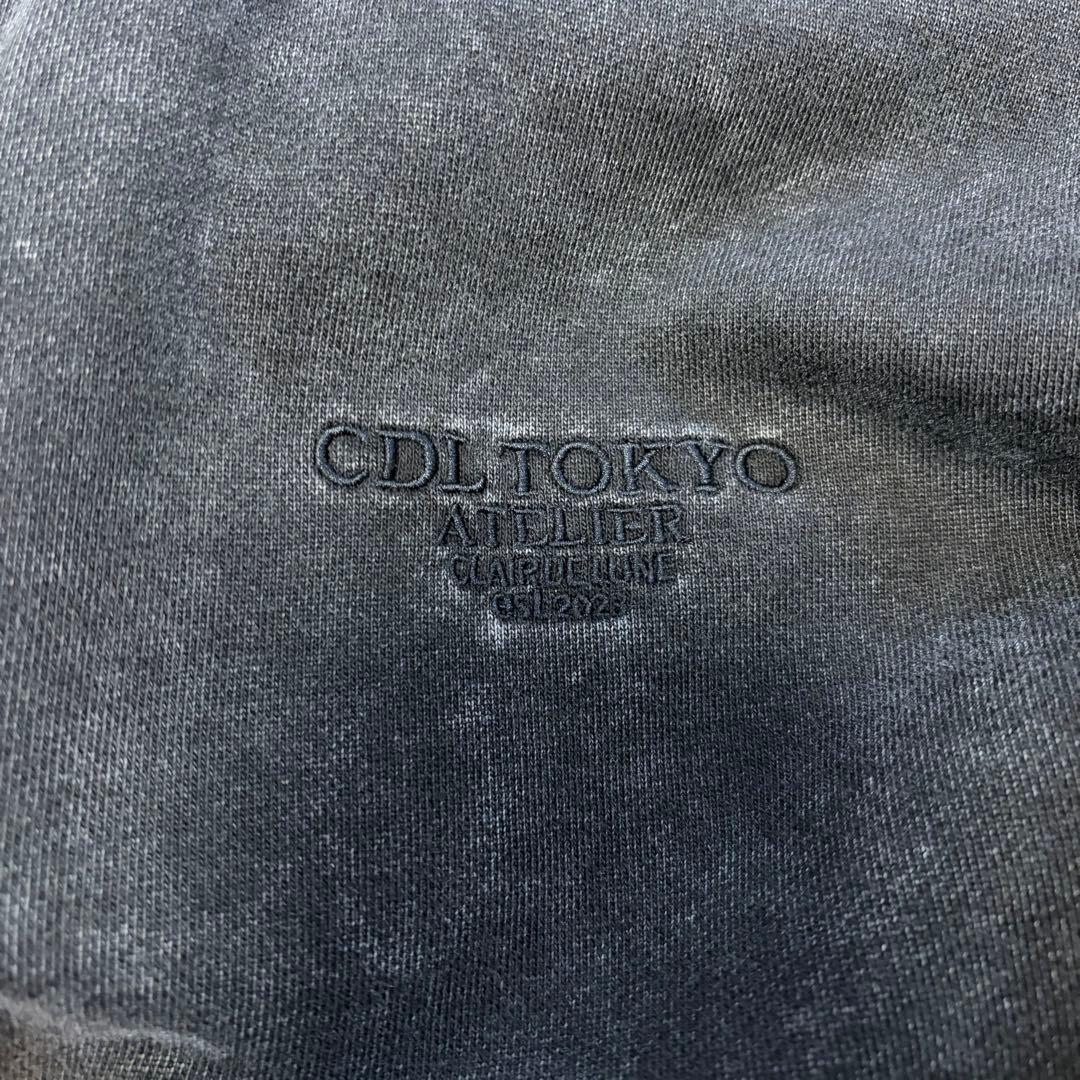 CDL TOKYO
ATELIER
CLAIR DE LUNE